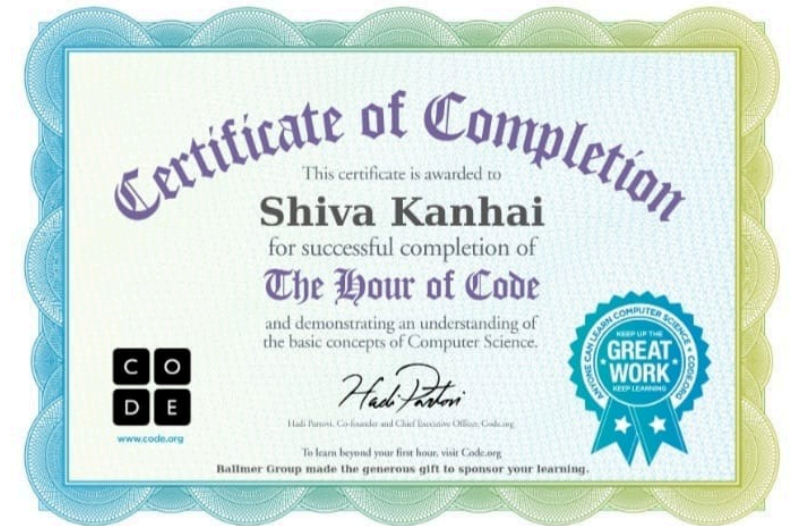 Certificate of Completion
This certificate is awarded to
Shiva Kanhai
for successful completion of
The Hour of Code
and demonstrating an understanding of
the basic concepts of Computer Science.
CO
DE
www.code.org
Hadi Partovi
Hadi Partovi, Co-founder and Chief Executive Officer, Code.org
ANYONE CAN LEARN COMPUTER SCIENCE • CODE.ORG
KEEP UP THE
GREAT
WORK
KEEP LEARNING
To learn beyond your first hour, visit Code.org
Ballmer Group made the generous gift to sponsor your learning.